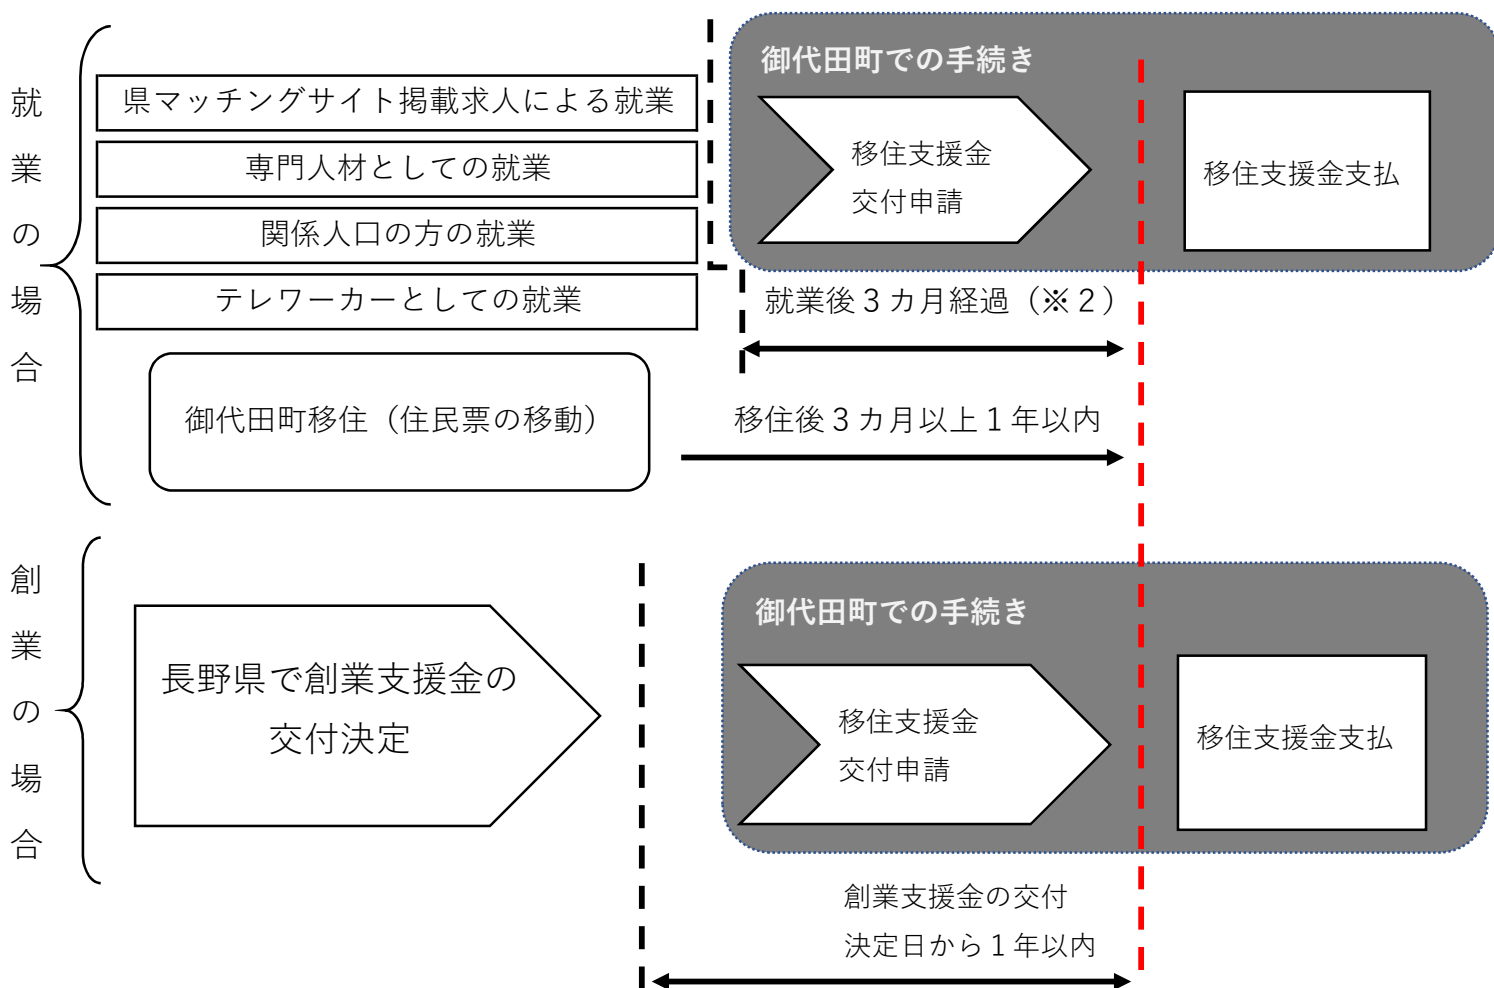 就業の場合
県マッチングサイト掲載求人による就業
専門人材としての就業
関係人口の方の就業
テレワーカーとしての就業
御代田町移住（住民票の移動）
御代田町での手続き
移住支援金
交付申請
移住支援金支払
就業後３カ月経過（※２）
移住後３カ月以上１年以内
創業の場合
長野県で創業支援金の
交付決定
御代田町での手続き
移住支援金
交付申請
移住支援金支払
創業支援金の交付
決定日から１年以内